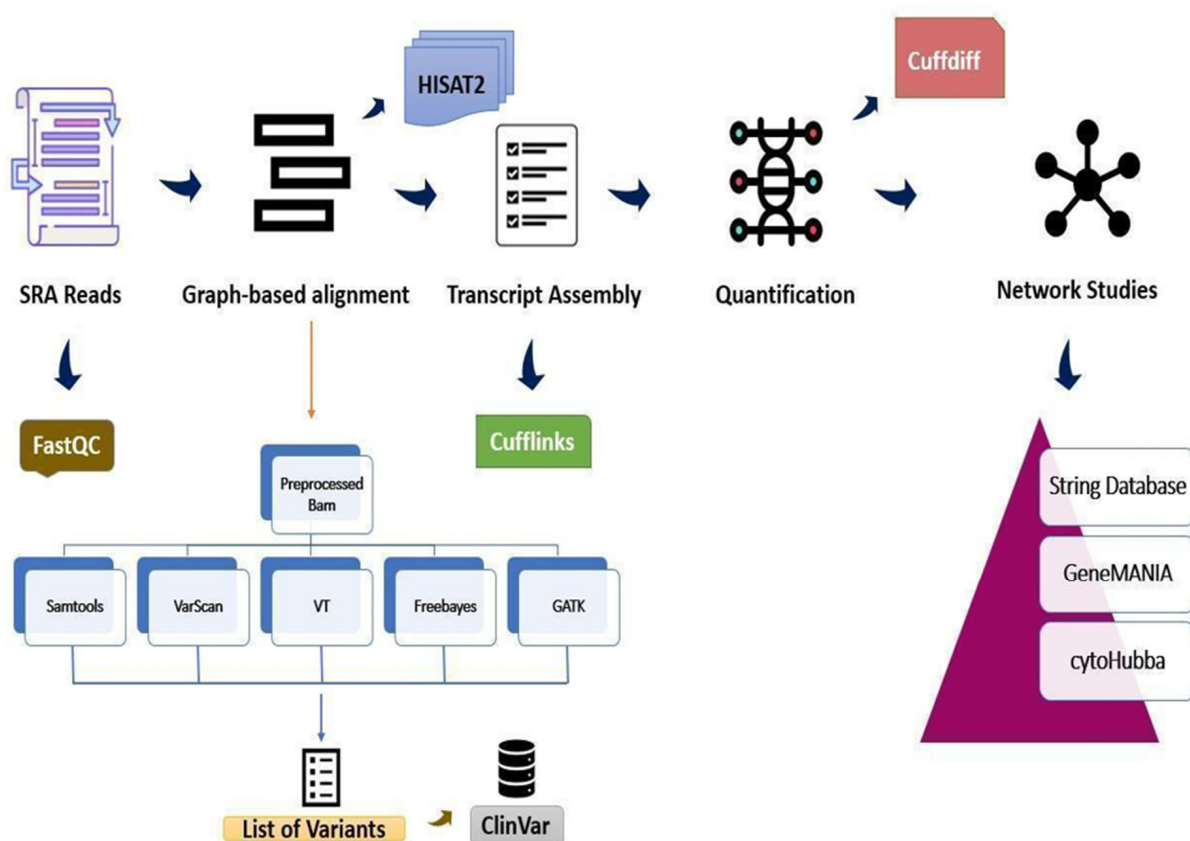 Cuffdiff
HISAT2
SRA Reads
Graph-based alignment
Transcript Assembly
Quantification
Network Studies
FastQC
Cufflinks
Preprocessed
Bam
String Database
GeneMANIA
cytoHubba
Samtools
VarScan
VT
Freebayes
GATK
List of Variants
ClinVar